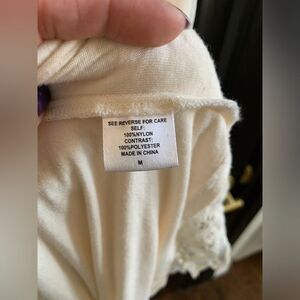 SEE REVERSE FOR CARE
SELF:
100%NYLON
CONTRAST:
100%POLYESTER
MADE IN CHINA
M